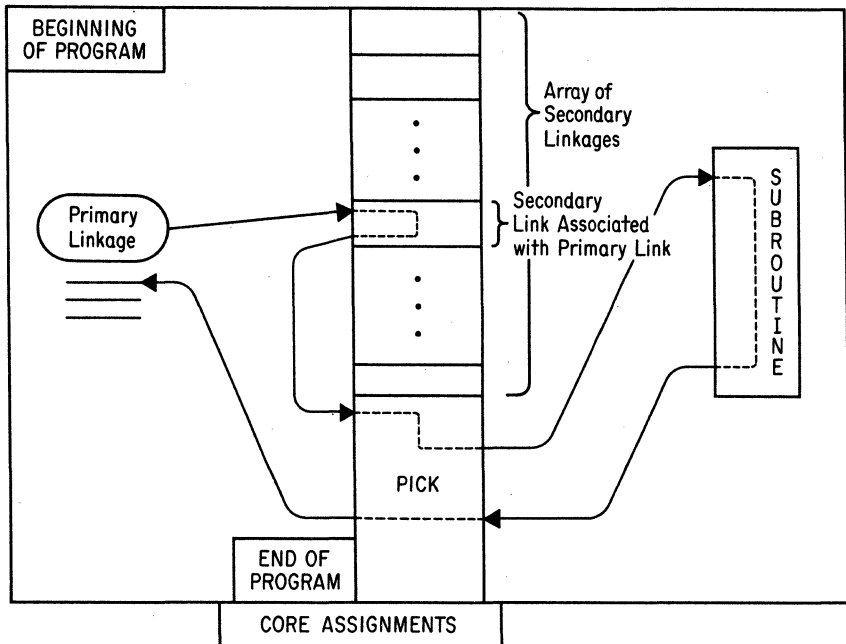 BEGINNING
OF PROGRAM
Array of
Secondary
Linkages
Primary
Linkage
Secondary
Link Associated
with Primary Link
SUBROUTINE
PICK
END OF
PROGRAM
CORE ASSIGNMENTS